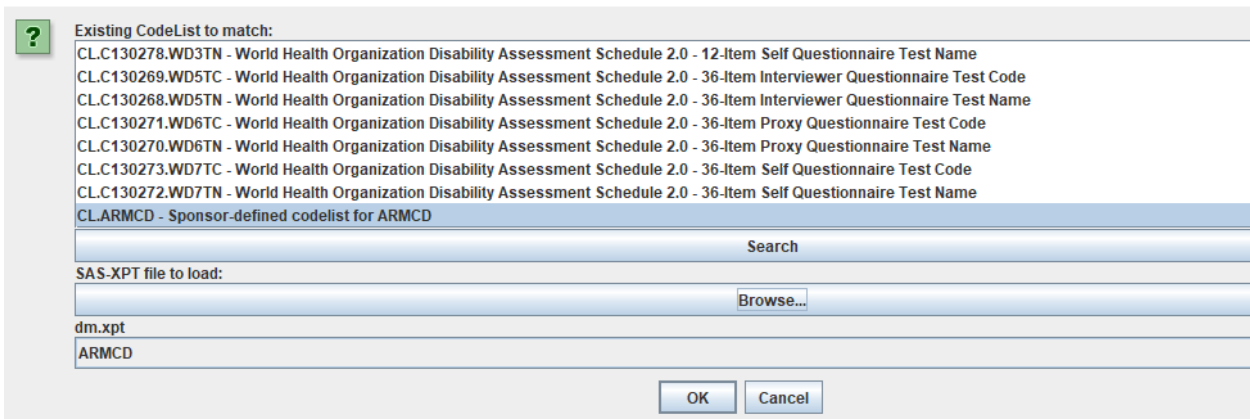 ?
Existing CodeList to match:
CL.C130278.WD3TN - World Health Organization Disability Assessment Schedule 2.0 - 12-Item Self Questionnaire Test Name
CL.C130269.WD5TC - World Health Organization Disability Assessment Schedule 2.0 - 36-Item Interviewer Questionnaire Test Code
CL.C130268.WD5TN - World Health Organization Disability Assessment Schedule 2.0 - 36-Item Interviewer Questionnaire Test Name
CL.C130271.WD6TC - World Health Organization Disability Assessment Schedule 2.0 - 36-Item Proxy Questionnaire Test Code
CL.C130270.WD6TN - World Health Organization Disability Assessment Schedule 2.0 - 36-Item Proxy Questionnaire Test Name
CL.C130273.WD7TC - World Health Organization Disability Assessment Schedule 2.0 - 36-Item Self Questionnaire Test Code
CL.C130272.WD7TN - World Health Organization Disability Assessment Schedule 2.0 - 36-Item Self Questionnaire Test Name
CL.ARMCD - Sponsor-defined codelist for ARMCD
Search
SAS-XPT file to load:
Browse...
dm.xpt
ARMCD
OK Cancel